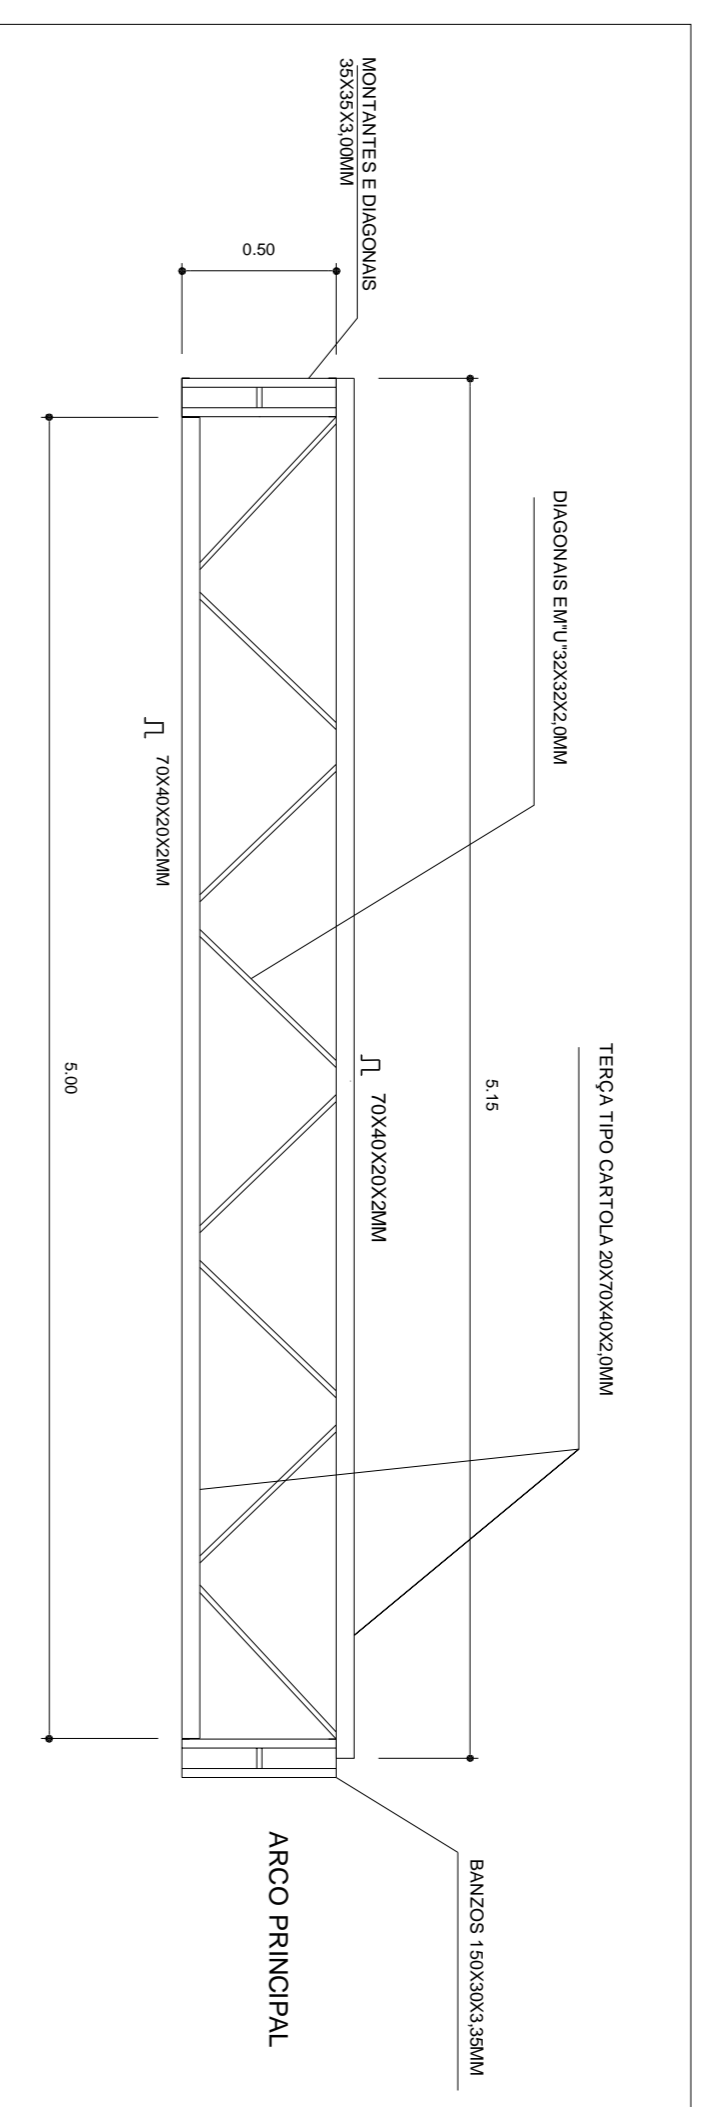 MONTANTES E DIAGONAIS
35X35X3,00MM
0.50
DIAGONAIS EM"U"32X32X2,0MM
TERÇA TIPO CARTOLA 20X70X40X2,0MM
5.15
70X40X20X2MM
70X40X20X2MM
5.00
BANZOS 150X30X3,35MM
ARCO PRINCIPAL